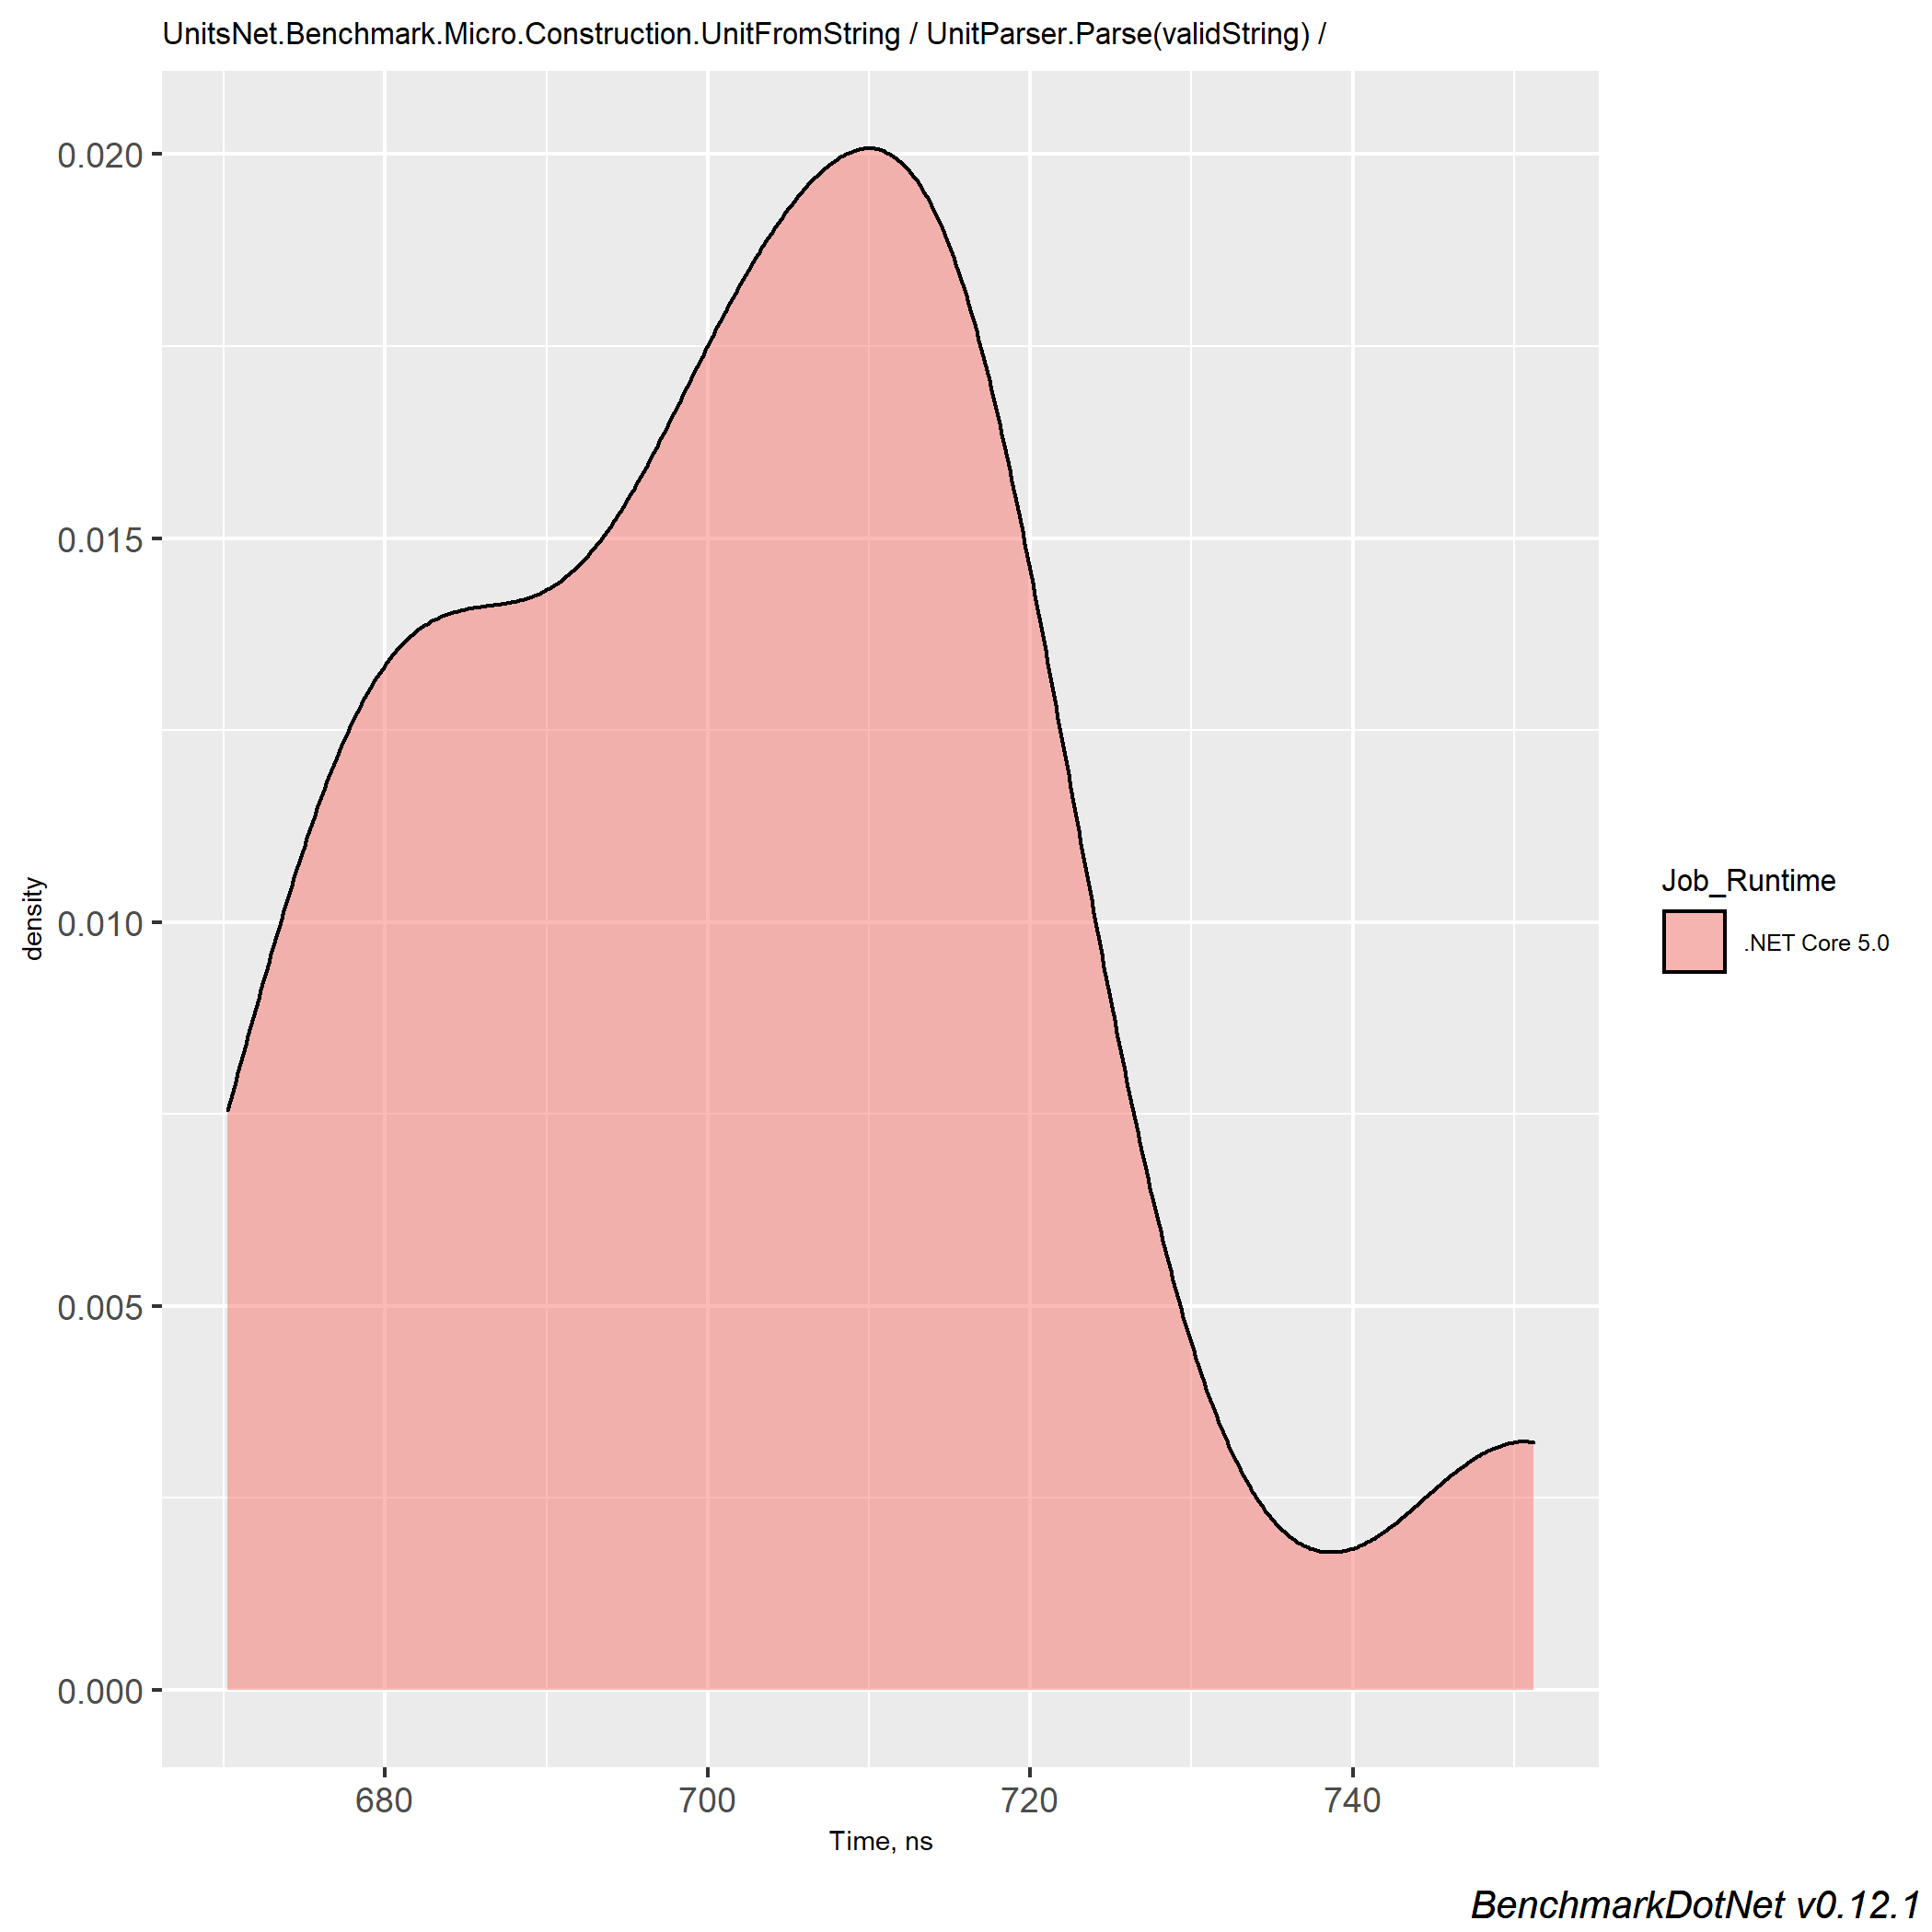 UnitsNet.Benchmark.Micro.Construction.UnitFromString / UnitParser.Parse(validString) /
0.020
0.015
0.010
0.005
0.000
density
680 700 720 740
Time, ns
Job_Runtime
.NET Core 5.0
BenchmarkDotNet v0.12.1